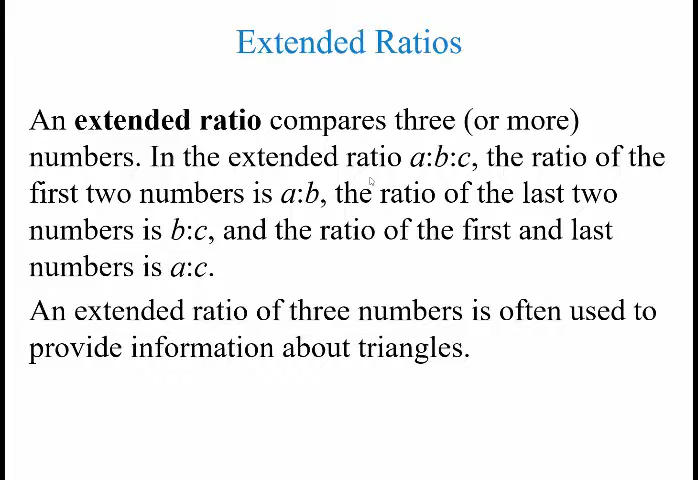 Extended Ratios
An extended ratio compares three (or more)
numbers. In the extended ratio a:b:c, the ratio of the
first two numbers is a:b, the ratio of the last two
numbers is b:c, and the ratio of the first and last
numbers is a:c.
An extended ratio of three numbers is often used to
provide information about triangles.